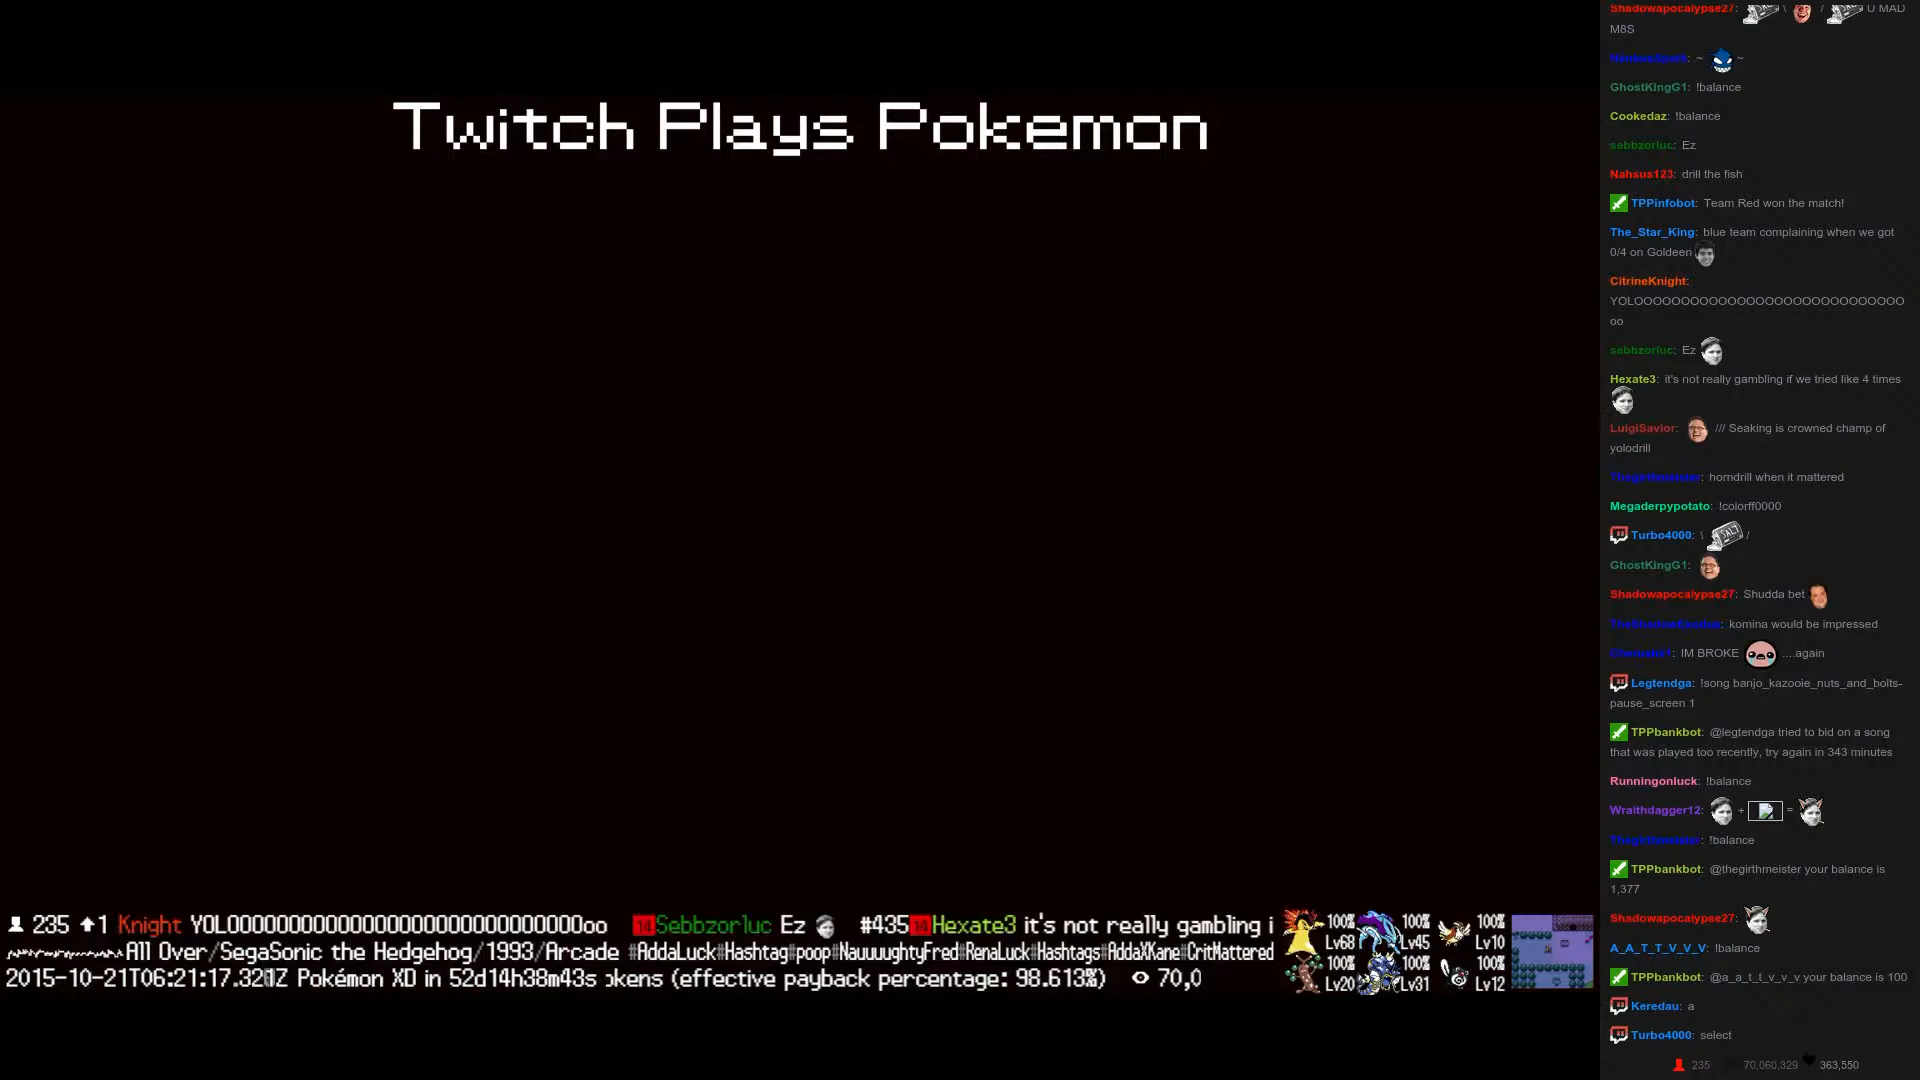 Twitch Plays Pokemon
Shadowapocalypse27: \ / U MAD
M8S
~ ~
GhostKingG1: !balance
Cookedaz: !balance
sebbzorluc: Ez
Nahsus123: drill the fish
TPPinfobot: Team Red won the match!
The_Star_King: blue team complaining when we got
0/4 on Goldeen
CitrineKnight:
YOLOOOOOOOOOOOOOOOOOOOOOOOOOOOOO
oo
sebbzorluc: Ez
Hexate3: it's not really gambling if we tried like 4 times
LuigiSavior: /// Seaking is crowned champ of
yolodrill
Thegirthmeister: horndrill when it mattered
Megaderpypotato: !colorff0000
Turbo4000: \ SALT /
GhostKingG1:
Shadowapocalypse27: Shudda bet
komina would be impressed
IM BROKE ....again
Legtendga: !song banjo_kazooie_nuts_and_bolts-
pause_screen 1
TPPbankbot: @legtendga tried to bid on a song
that was played too recently, try again in 343 minutes
Runningonluck: !balance
Wraithdagger12: + =
Thegirthmeister: !balance
TPPbankbot: @thegirthmeister your balance is
1,377
Shadowapocalypse27:
A_A_T_T_V_V_V: !balance
TPPbankbot: @a_a_t_t_v_v_v your balance is 100
Keredau: a
Turbo4000: select
235 70,060,329 363,550
235 1 Knight YOLOOOOOOOOOOOOOOOOOOOOOOOOOOOOOoo 14 Sebbzorluc Ez #435 14 Hexate3 it's not really gambling i
All Over/SegaSonic the Hedgehog/1993/Arcade #AddaLuck#Hashtag#poop#NauuuughtyFred#RenaLuck#Hashtags#AddaXKane#CritMattered
Pokémon XD in 52d14h38m43s okens (effective payback percentage: 98.613%) 70,0
100% Lv68 100% Lv45 100% Lv10
100% Lv20 100% Lv31 100% Lv12